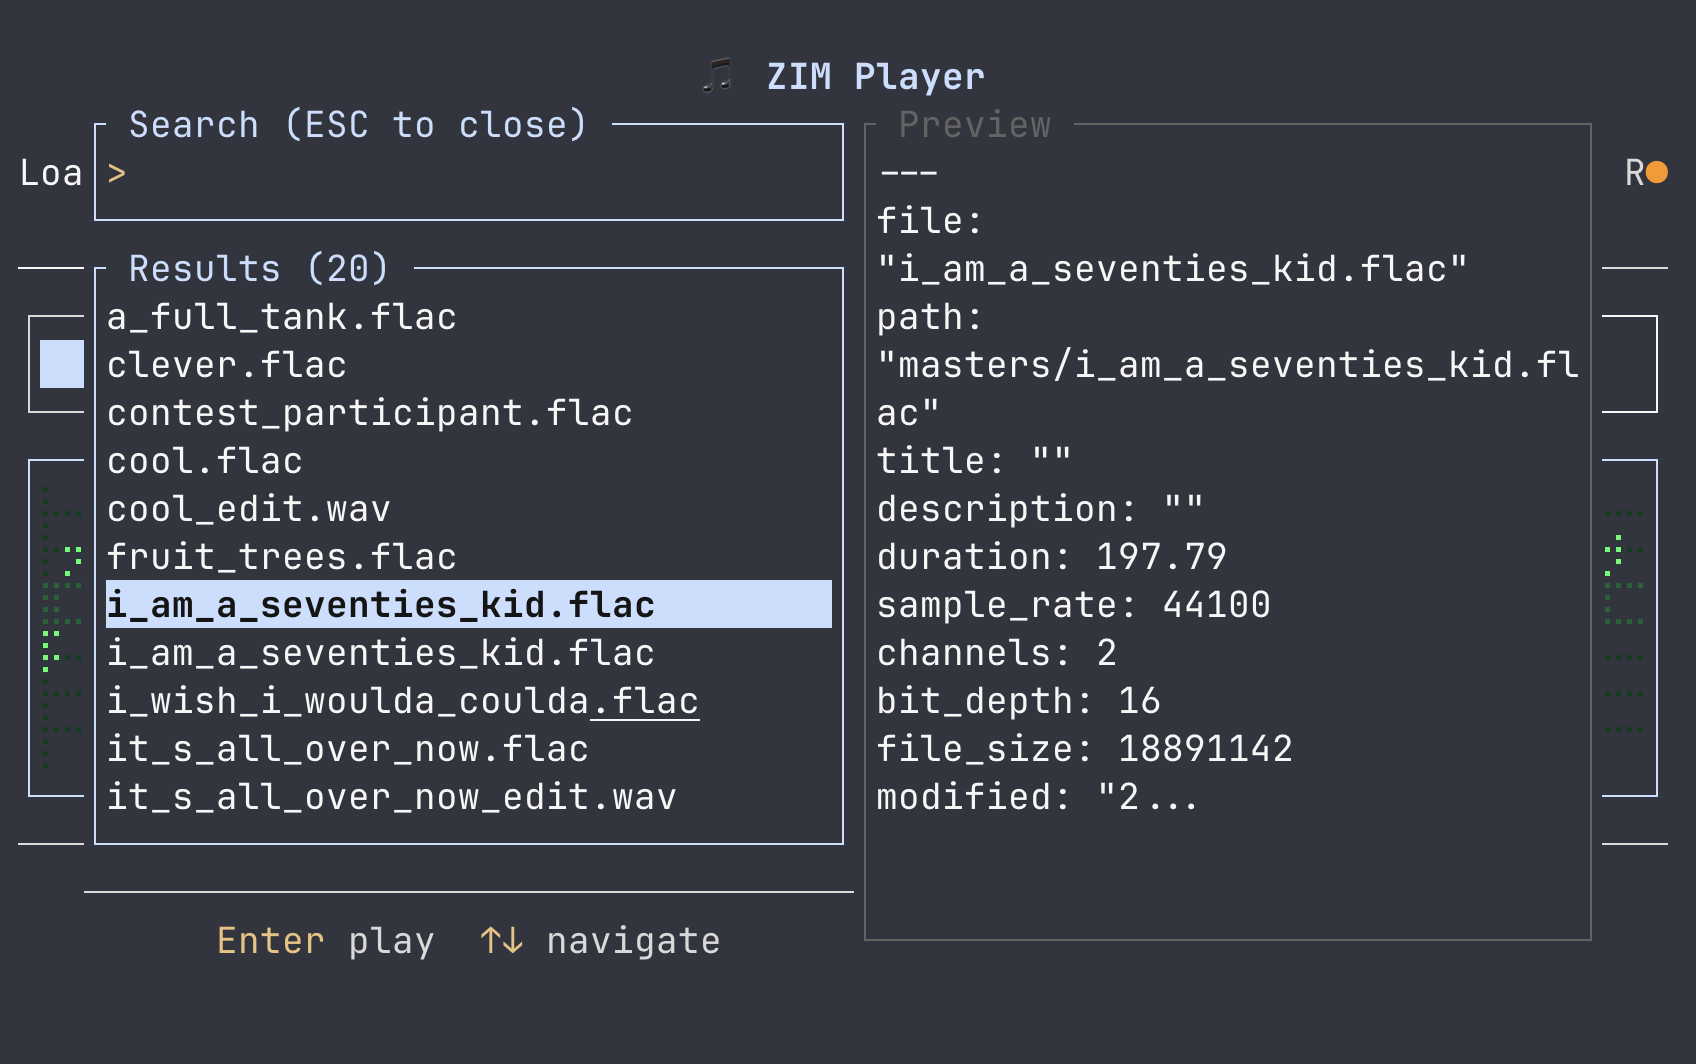 ZIM Player
Search (ESC to close)
Loa
>
R
Results (20)
a_full_tank.flac
clever.flac
contest_participant.flac
cool.flac
cool_edit.wav
fruit_trees.flac
i_am_a_seventies_kid.flac
i_am_a_seventies_kid.flac
i_wish_i_woulda_coulda.flac
it_s_all_over_now.flac
it_s_all_over_now_edit.wav
Preview
---
file:
"i_am_a_seventies_kid.flac"
path:
"masters/i_am_a_seventies_kid.fl
ac"
title: ""
description: ""
duration: 197.79
sample_rate: 44100
channels: 2
bit_depth: 16
file_size: 18891142
modified: "2...
Enter play ↑↓ navigate